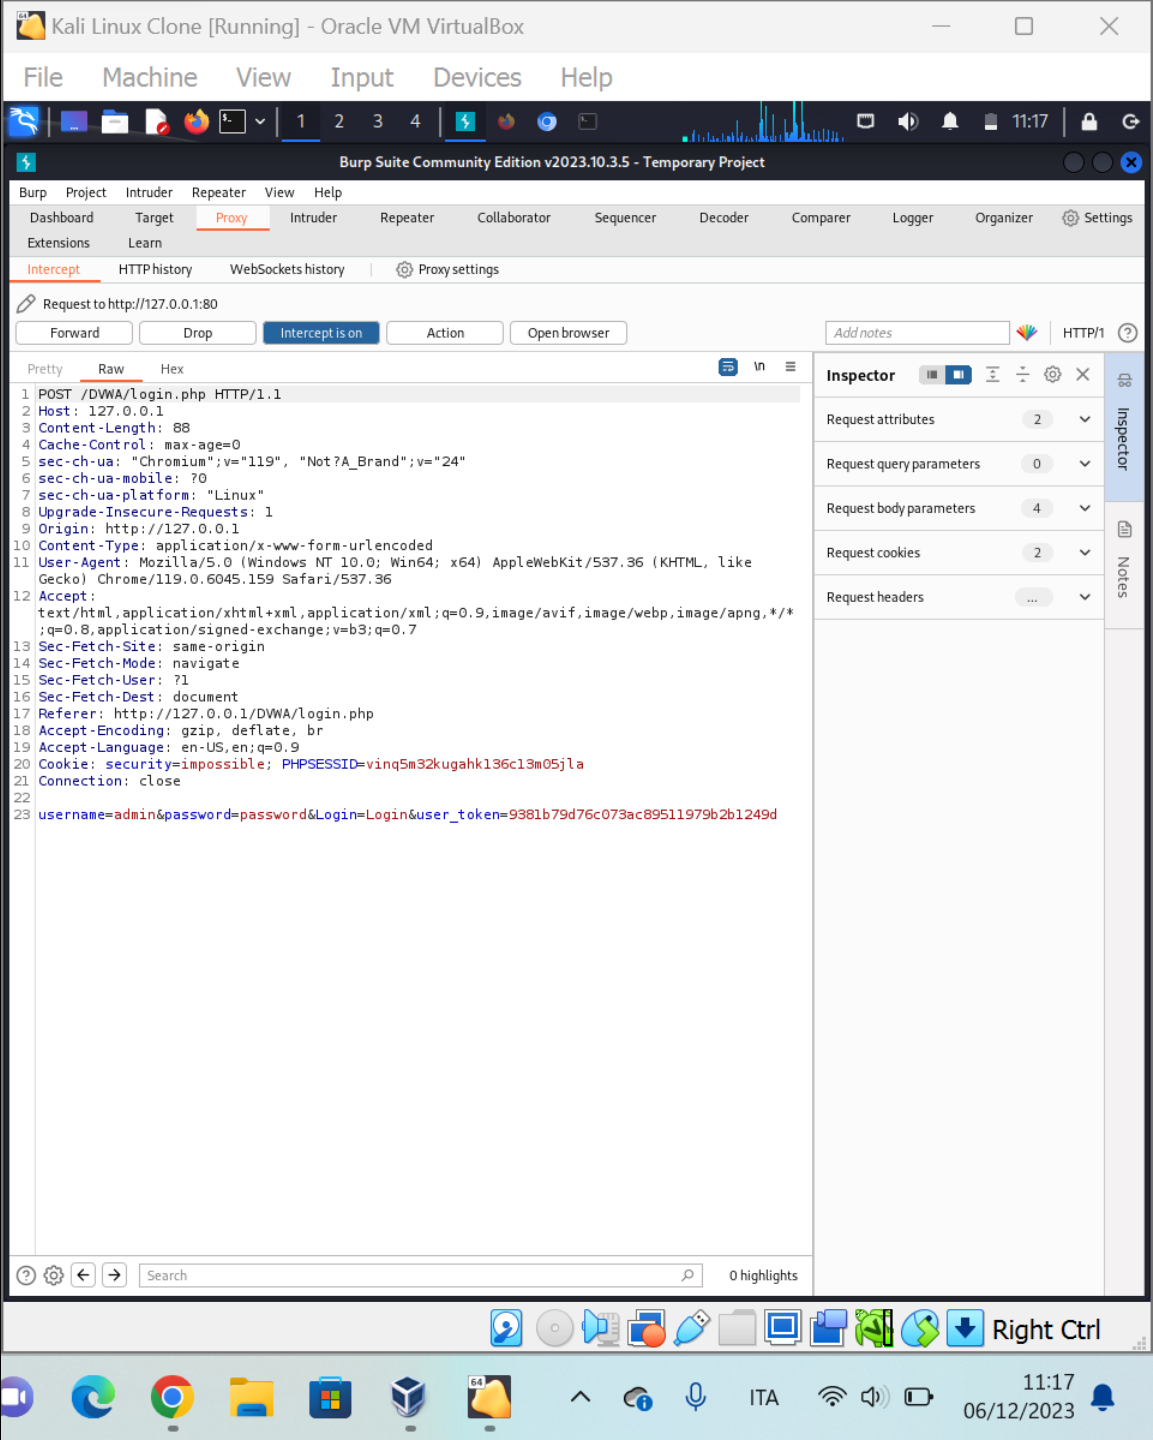 Kali Linux Clone [Running] - Oracle VM VirtualBox
File Machine View Input Devices Help
1 2 3 4 11:17
Burp Suite Community Edition v2023.10.3.5 - Temporary Project
Burp Project Intruder Repeater View Help
Dashboard Target Proxy Intruder Repeater Collaborator Sequencer Decoder Comparer Logger Organizer Settings
Extensions Learn
Intercept HTTP history WebSockets history Proxy settings
Request to http://127.0.0.1:80
Forward Drop Intercept is on Action Open browser Add notes HTTP/1 ?
Pretty Raw Hex \n
Inspector
1 POST /DVWA/login.php HTTP/1.1
2 Host: 127.0.0.1
3 Content-Length: 88
4 Cache-Control: max-age=0
5 sec-ch-ua: "Chromium";v="119", "Not?A_Brand";v="24"
6 sec-ch-ua-mobile: ?0
7 sec-ch-ua-platform: "Linux"
8 Upgrade-Insecure-Requests: 1
9 Origin: http://127.0.0.1
10 Content-Type: application/x-www-form-urlencoded
11 User-Agent: Mozilla/5.0 (Windows NT 10.0; Win64; x64) AppleWebKit/537.36 (KHTML, like
Gecko) Chrome/119.0.6045.159 Safari/537.36
12 Accept:
text/html,application/xhtml+xml,application/xml;q=0.9,image/avif,image/webp,image/apng,*/*
;q=0.8,application/signed-exchange;v=b3;q=0.7
13 Sec-Fetch-Site: same-origin
14 Sec-Fetch-Mode: navigate
15 Sec-Fetch-User: ?1
16 Sec-Fetch-Dest: document
17 Referer: http://127.0.0.1/DVWA/login.php
18 Accept-Encoding: gzip, deflate, br
19 Accept-Language: en-US,en;q=0.9
20 Cookie: security=impossible; PHPSESSID=vinq5m32kugahk136c13m05jla
21 Connection: close
22
23 username=admin&password=password&Login=Login&user_token=9381b79d76c073ac89511979b2b1249d
Request attributes 2
Request query parameters 0
Request body parameters 4
Request cookies 2
Request headers ...
Inspector
Notes
? Search 0 highlights
Right Ctrl
64
ITA
11:17
06/12/2023